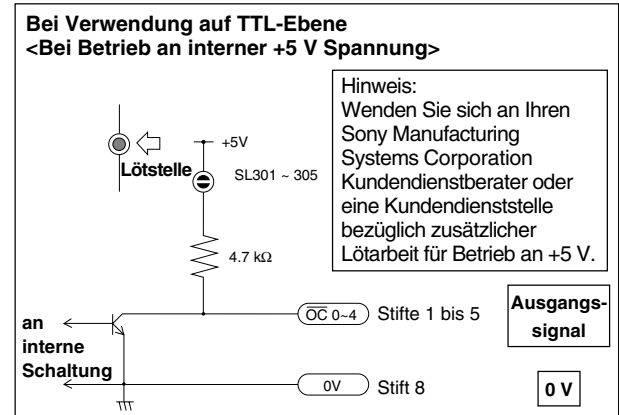 Bei Verwendung auf TTL-Ebene
<Bei Betrieb an interner +5 V Spannung>
Hinweis:
Wenden Sie sich an Ihren
Sony Manufacturing
Systems Corporation
Kundendienstberater oder
eine Kundendienststelle
bezüglich zusätzlicher
Lötarbeit für Betrieb an +5 V.
+5V
Lötstelle
SL301 ~ 305
4.7 kΩ
O̅C̅ 0~4 Stifte 1 bis 5
Ausgangs-
signal
an
interne
Schaltung
0V Stift 8
0 V